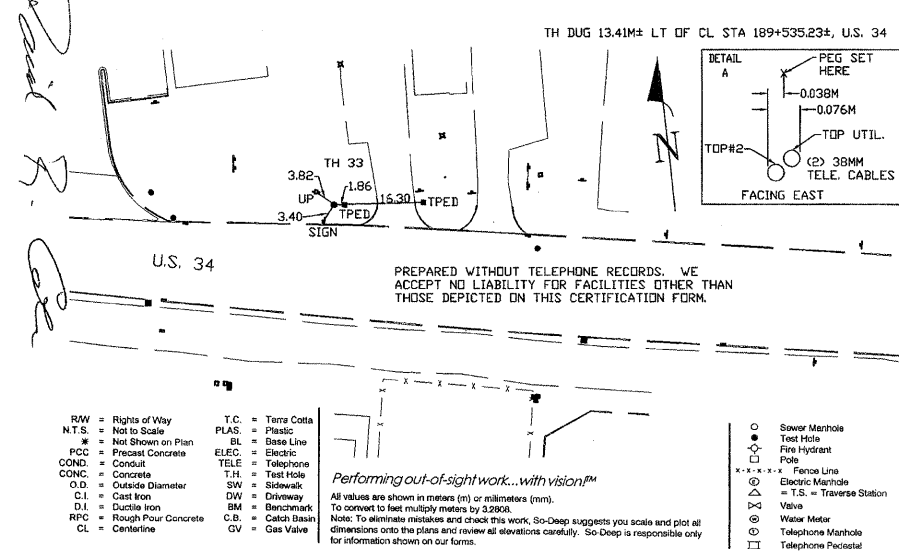 TH DUG 13.41M± LT OF CL STA 189+535.23±, U.S. 34
DETAIL
A
PEG SET
HERE
0.038M
0.076M
TOP UTIL.
TOP#2
(2) 38MM
TELE. CABLES
FACING EAST
N
TH 33
3.82
1.86
UP
16.30
TPED
TPED
3.40
SIGN
U.S. 34
PREPARED WITHOUT TELEPHONE RECORDS. WE
ACCEPT NO LIABILITY FOR FACILITIES OTHER THAN
THOSE DEPICTED ON THIS CERTIFICATION FORM.
R/W = Rights of Way
N.T.S. = Not to Scale
* = Not Shown on Plan
PCC = Precast Concrete
COND. = Conduit
CONC. = Concrete
O.D. = Outside Diameter
C.I. = Cast Iron
D.I. = Ductile Iron
RPC = Rough Pour Concrete
CL = Centerline
T.C. = Terra Cotta
PLAS. = Plastic
BL = Base Line
ELEC. = Electric
TELE = Telephone
T.H. = Test Hole
SW = Sidewalk
DW = Driveway
BM = Benchmark
C.B. = Catch Basin
GV = Gas Valve
Performing out-of-sight work...with vision!™
All values are shown in meters (m) or milimeters (mm).
To convert to feet multiply meters by 3.2808.
Note: To eliminate mistakes and check this work, So-Deep suggests you scale and plot all
dimensions onto the plans and review all elevations carefully. So-Deep is responsible only
for information shown on our forms.
Sewer Manhole
Test Hole
Fire Hydrant
Pole
x-x-x-x-x Fence Line
E Electric Manhole
= T.S. = Traverse Station
Valve
Water Meter
T Telephone Manhole
Telephone Pedestal